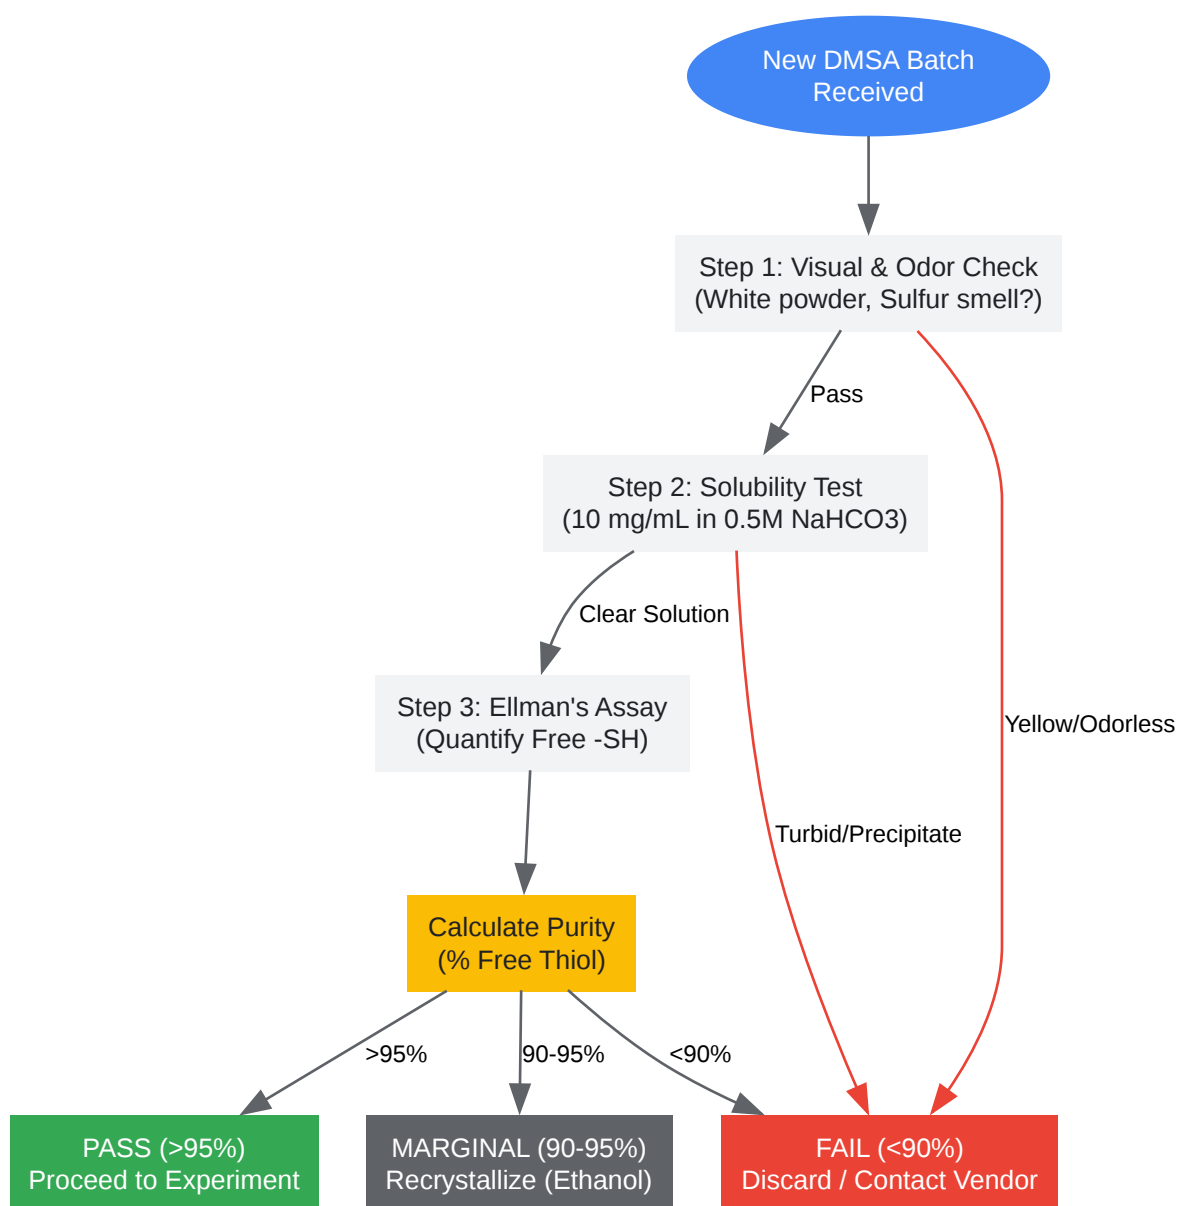 New DMSA Batch
Received
Step 1: Visual & Odor Check
(White powder, Sulfur smell?)
Pass
Step 2: Solubility Test
(10 mg/mL in 0.5M NaHCO3)
Clear Solution
Step 3: Ellman's Assay
(Quantify Free -SH)
Yellow/Odorless
Turbid/Precipitate
Calculate Purity
(% Free Thiol)
>95%
90-95%
<90%
PASS (>95%)
Proceed to Experiment
MARGINAL (90-95%)
Recrystallize (Ethanol)
FAIL (<90%)
Discard / Contact Vendor